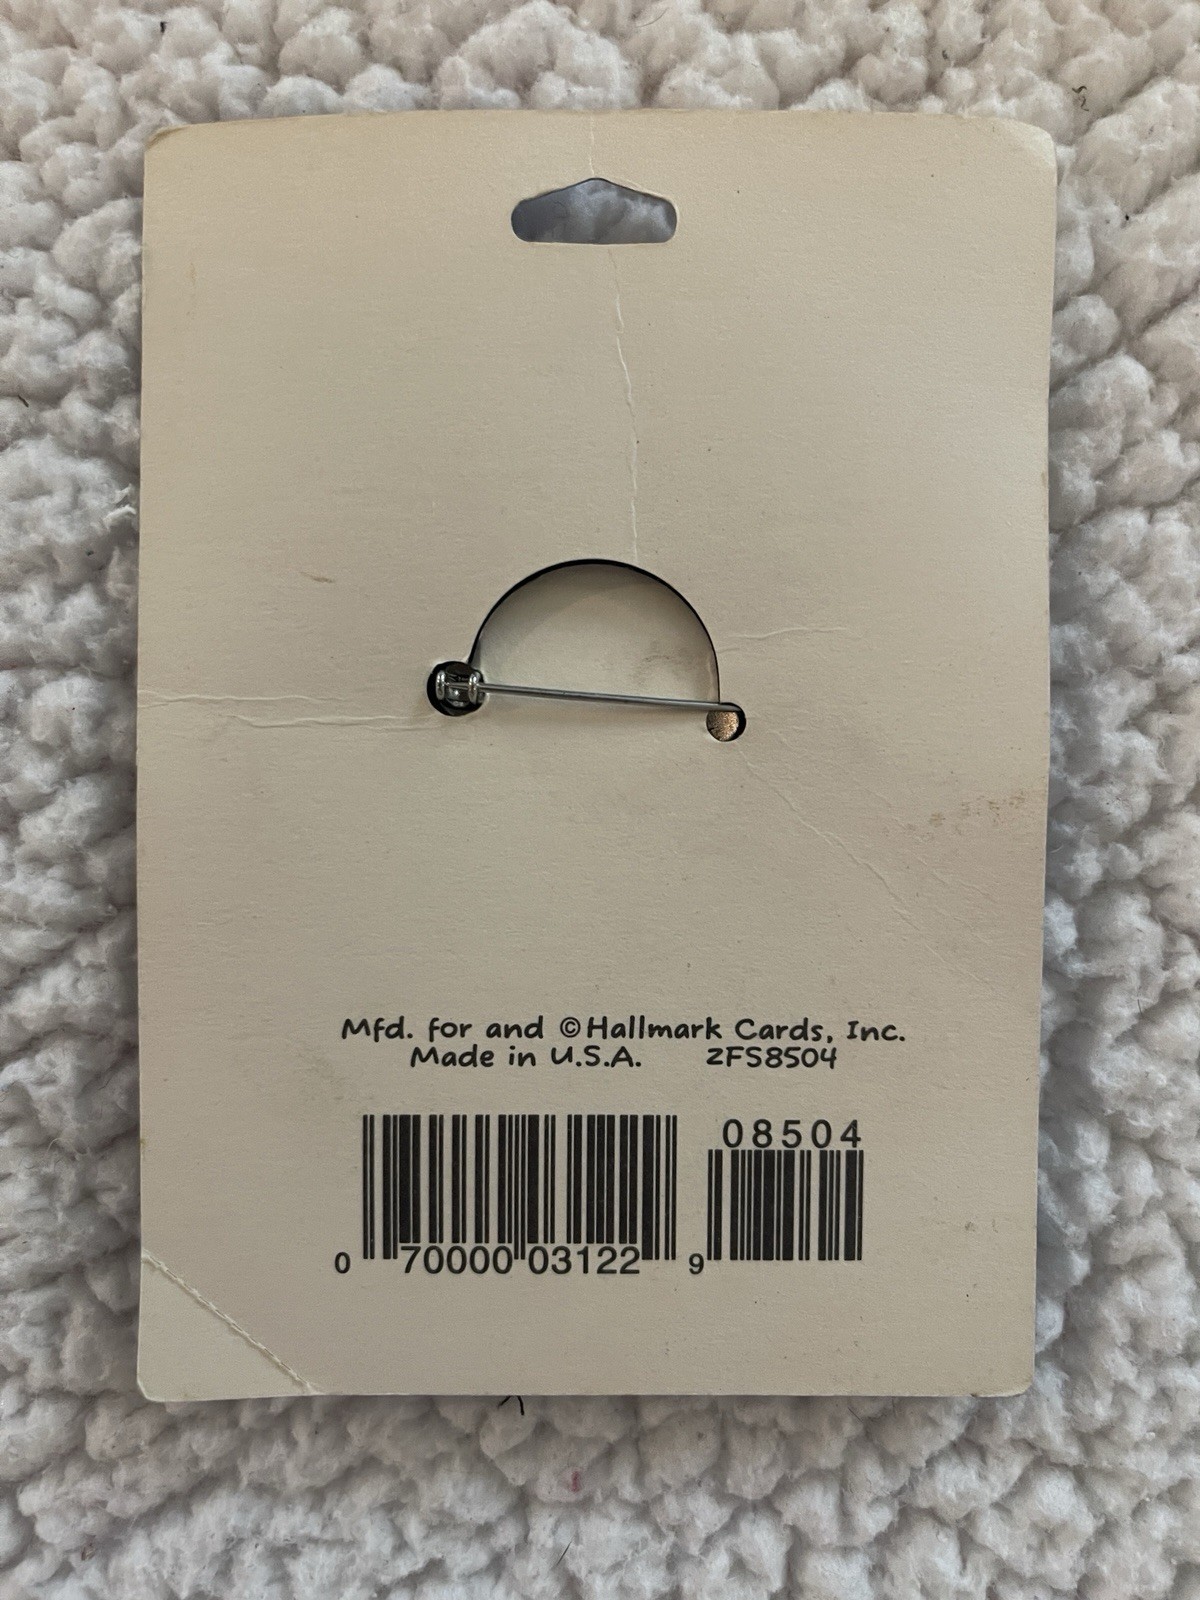 Mfd. for and ©Hallmark Cards, Inc.
Made in U.S.A. 2FS8504
08504
0 70000 03122 9